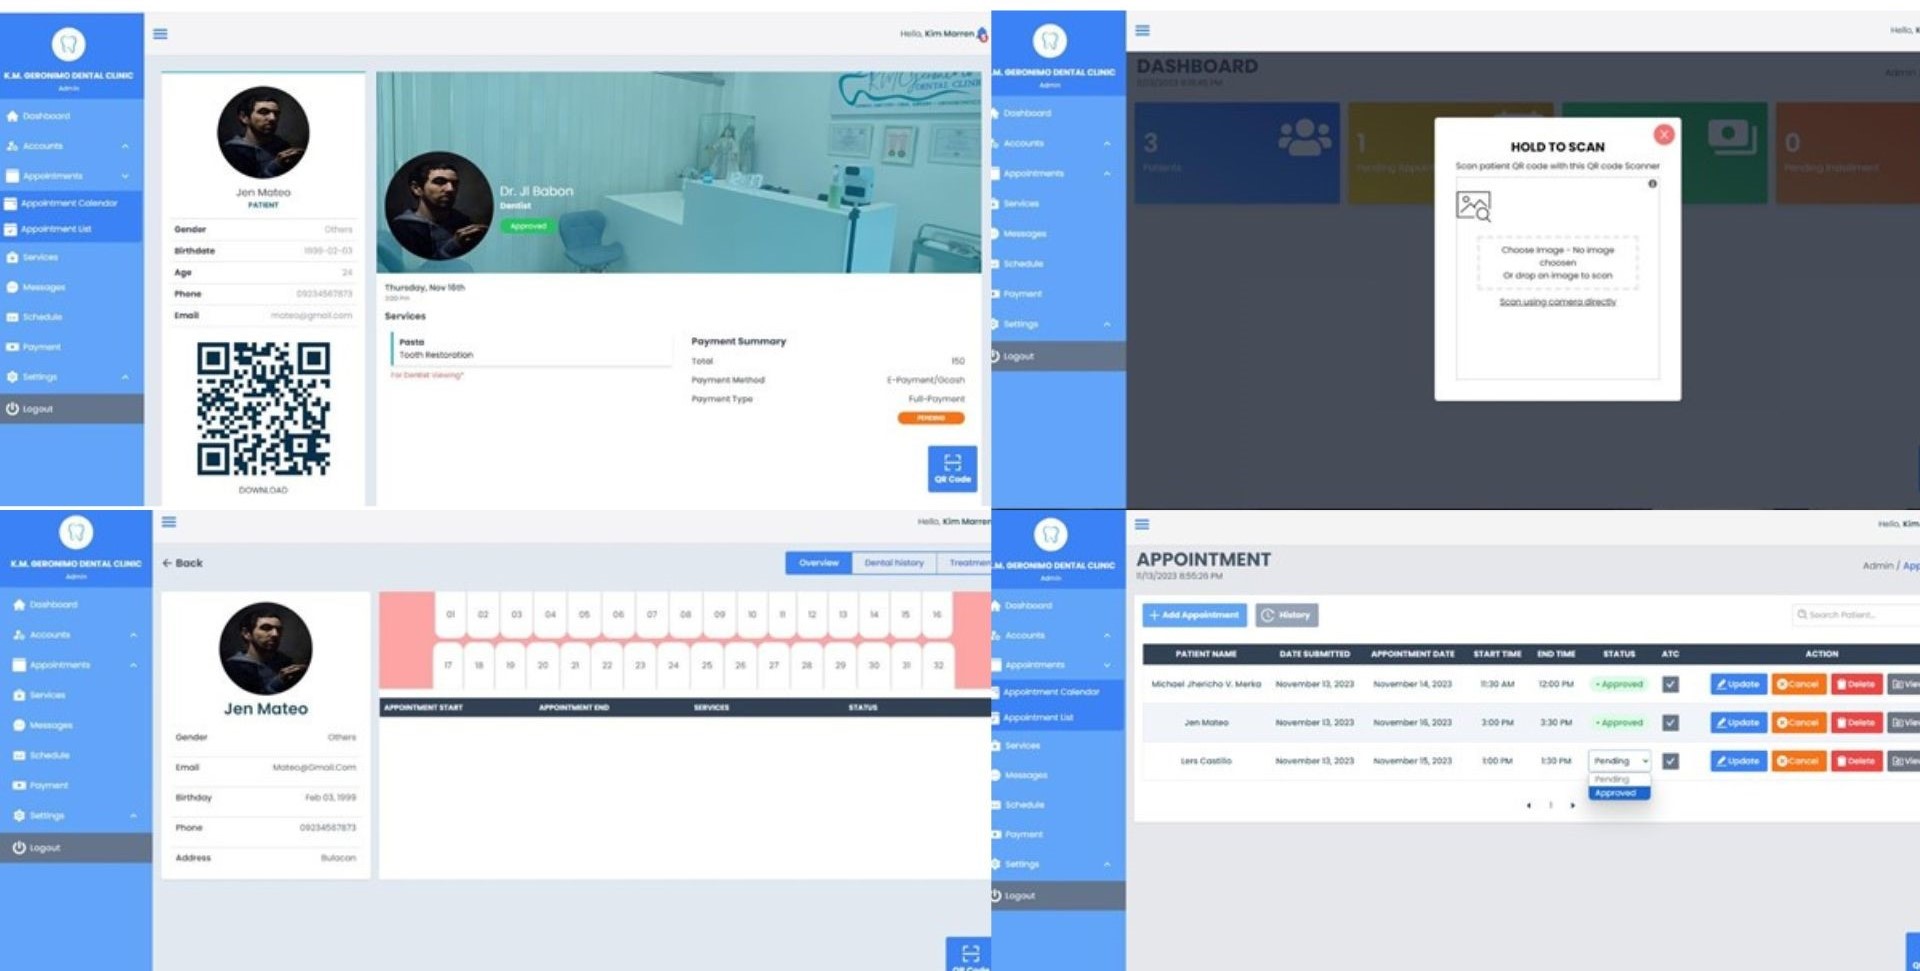 Hello, Kim Marren
K.M. GERONIMO DENTAL CLINIC
Admin
Dashboard
Accounts
Appointments
Appointment Calendar
Appointment List
Services
Messages
Schedule
Payment
Settings
Logout
Jen Mateo
PATIENT
Gender Others
Birthdate 1999-02-03
Age 24
Phone 09234567873
Email mateo@gmail.com
DOWNLOAD
DENTAL CLINIC
Dr. JI Babon
Dentist
Approved
Thursday, Nov 16th
3:00 PM
Services
Pasta
Tooth Restoration
For Dentist Viewing*
Payment Summary
Total 150
Payment Method E-Payment/Gcash
Payment Type Full-Payment
PENDING
QR Code
Hello, K
.M. GERONIMO DENTAL CLINIC
Admin
Dashboard
Accounts
Appointments
Services
Messages
Schedule
Payment
Settings
Logout
DASHBOARD
Admin
3
Patients
1
0
Pending Installment
HOLD TO SCAN
Scan patient QR code with this QR code Scanner
Choose Image - No image
choosen
Or drop an image to scan
Scan using camera directly
Hello, Kim Marren
K.M. GERONIMO DENTAL CLINIC
Admin
Dashboard
Accounts
Appointments
Services
Messages
Schedule
Payment
Settings
Logout
← Back
Overview Dental history Treatmen
Jen Mateo
Gender Others
Email Mateo@Gmail.Com
Birthday Feb 03, 1999
Phone 09234567873
Address Bulacan
01 02 03 04 05 06 07 08 09 10 11 12 13 14 15 16
17 18 19 20 21 22 23 24 25 26 27 28 29 30 31 32
APPOINTMENT START APPOINTMENT END SERVICES STATUS
QR Code
Hello, Kim
.M. GERONIMO DENTAL CLINIC
Admin
Dashboard
Accounts
Appointments
Appointment Calendar
Appointment List
Services
Messages
Schedule
Payment
Settings
Logout
APPOINTMENT
11/13/2023 8:55:26 PM
Admin / App
+ Add Appointment History
Search Patient...
PATIENT NAME DATE SUBMITTED APPOINTMENT DATE START TIME END TIME STATUS ATC ACTION
Michael Jhericho V. Merka November 13, 2023 November 14, 2023 11:30 AM 12:00 PM • Approved Update Cancel Delete View
Jen Mateo November 13, 2023 November 16, 2023 3:00 PM 3:30 PM • Approved Update Cancel Delete View
Lers Castillo November 13, 2023 November 15, 2023 1:00 PM 1:30 PM Pending Update Cancel Delete View
Pending
Approved
1